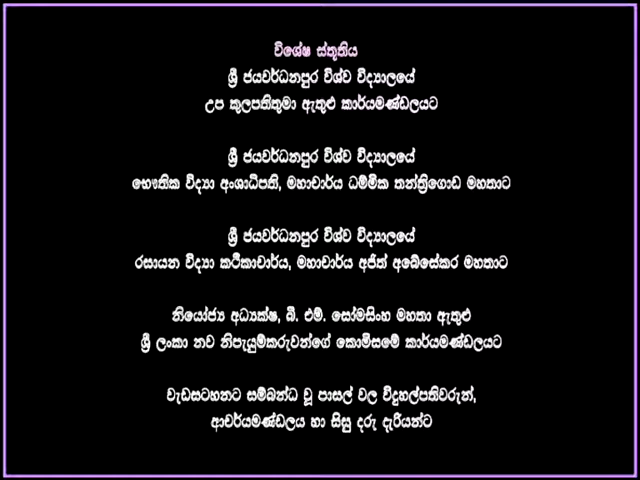 විශේෂ ස්තූතිය
ශ්‍රී ජයවර්ධනපුර විශ්ව විද්‍යාලයේ
උප කුලපතිතුමා ඇතුළු කාර්යමණ්ඩලයට
ශ්‍රී ජයවර්ධනපුර විශ්ව විද්‍යාලයේ
භෞතික විද්‍යා අංශාධිපති, මහාචාර්ය ධම්මික තන්ත්‍රිගොඩ මහතාට
ශ්‍රී ජයවර්ධනපුර විශ්ව විද්‍යාලයේ
රසායන විද්‍යා කථිකාචාර්ය, මහාචාර්ය අජිත් අබේසේකර මහතාට
නියෝජ්‍ය අධ්‍යක්ෂ, බී. එම්. සෝමසිංහ මහතා ඇතුළු
ශ්‍රී ලංකා නව නිපැයුම්කරුවන්ගේ කොමිසමේ කාර්යමණ්ඩලයට
වැඩසටහනට සම්බන්ධ වූ පාසල් වල විදුහල්පතිවරුන්,
ආචර්යමණ්ඩලය හා සිසු දරු දැරියන්ට